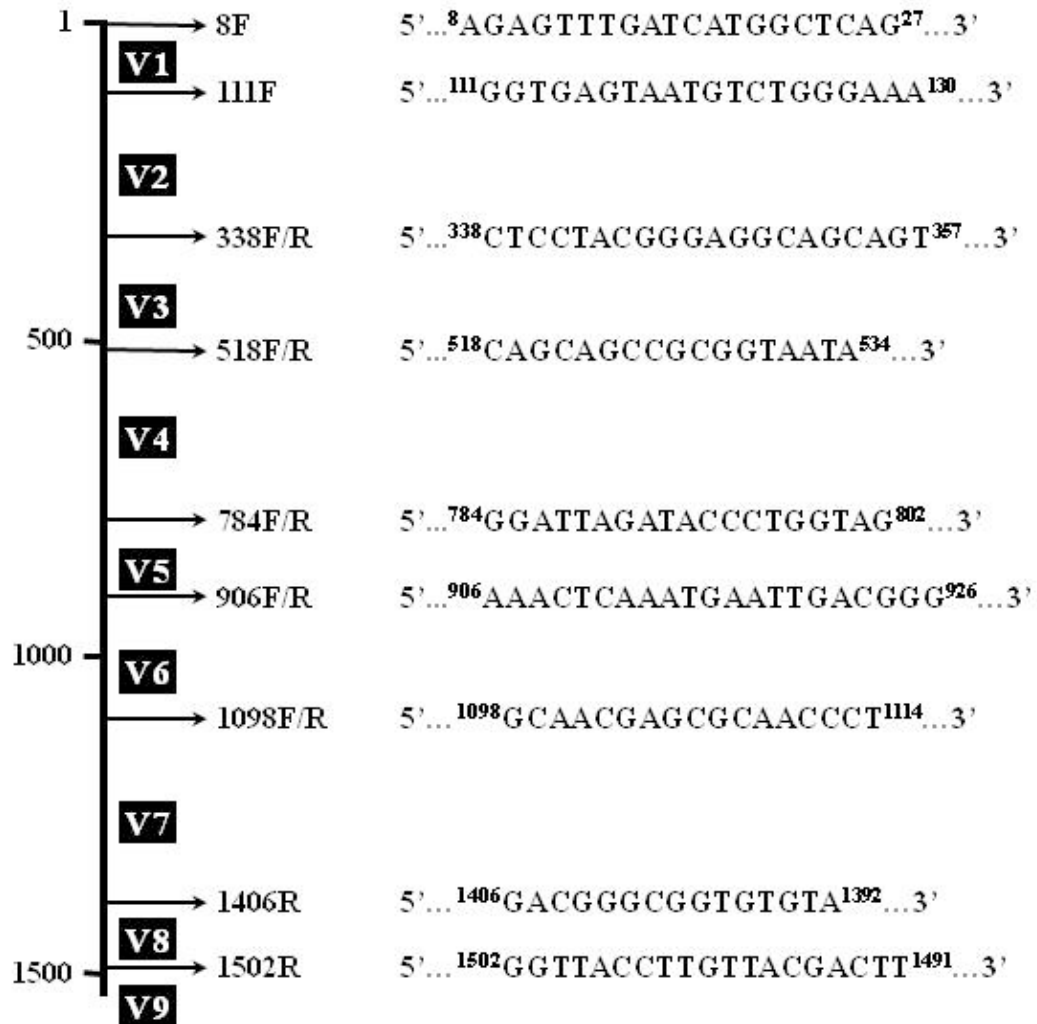 1 8F 5’...8AGAGTTTGATCATGGCTCAG27...3’
V1
111F 5’...111GGTGAGTAATGTCTGGGAAA130...3’
V2
338F/R 5’...338CTCCTACGGGAGGCAGCAGT357...3’
V3
500
518F/R 5’...518CAGCAGCCGCGGTAATA534...3’
V4
784F/R 5’...784GGATTAGATACCCTGGTAG802...3’
V5
906F/R 5’...906AAACTCAAATGAATTGACGGG926...3’
1000
V6
1098F/R 5’...1098GCAACGAGCGCAACCCT1114...3’
V7
1406R 5’...1406GACGGGCGGTGTGTA1392...3’
V8
1500 1502R 5’...1502GGTTACCTTGTTACGACTT1491...3’
V9